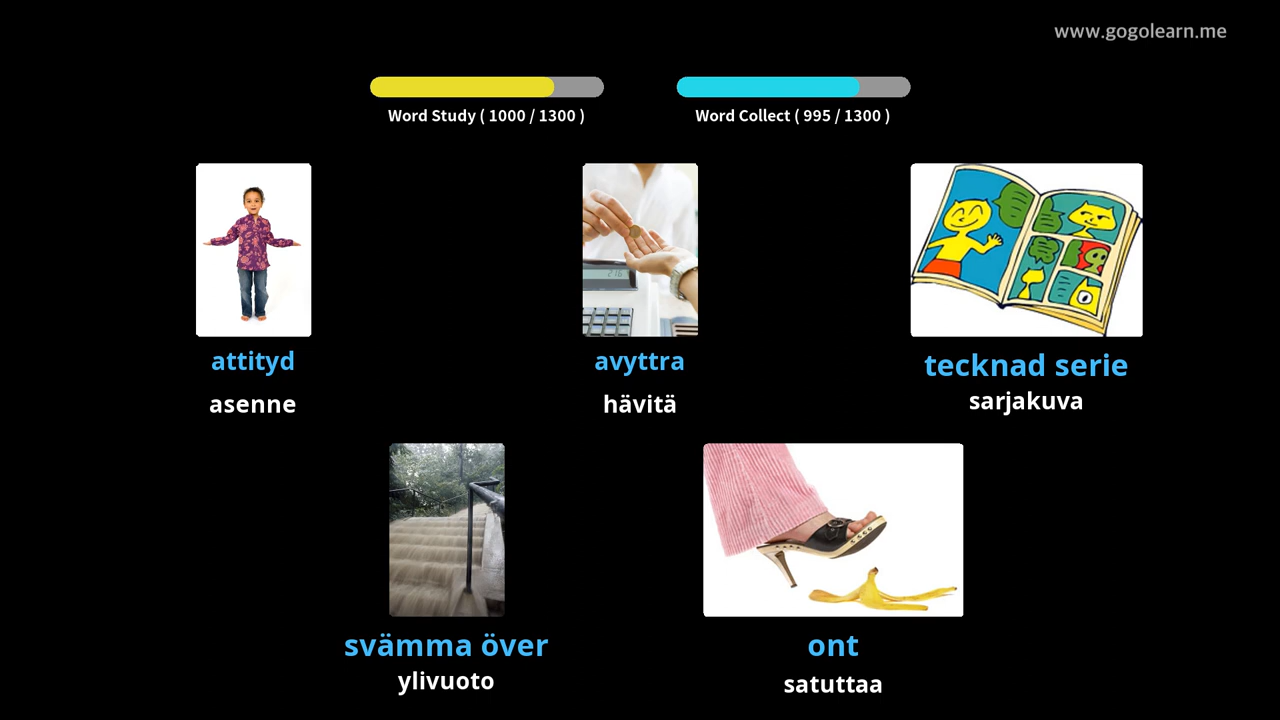 www.gogolearn.me
Word Study ( 1000 / 1300 )
Word Collect ( 995 / 1300 )
attityd
asenne
avyttra
hävitä
tecknad serie
sarjakuva
svämma över
ylivuoto
ont
satuttaa